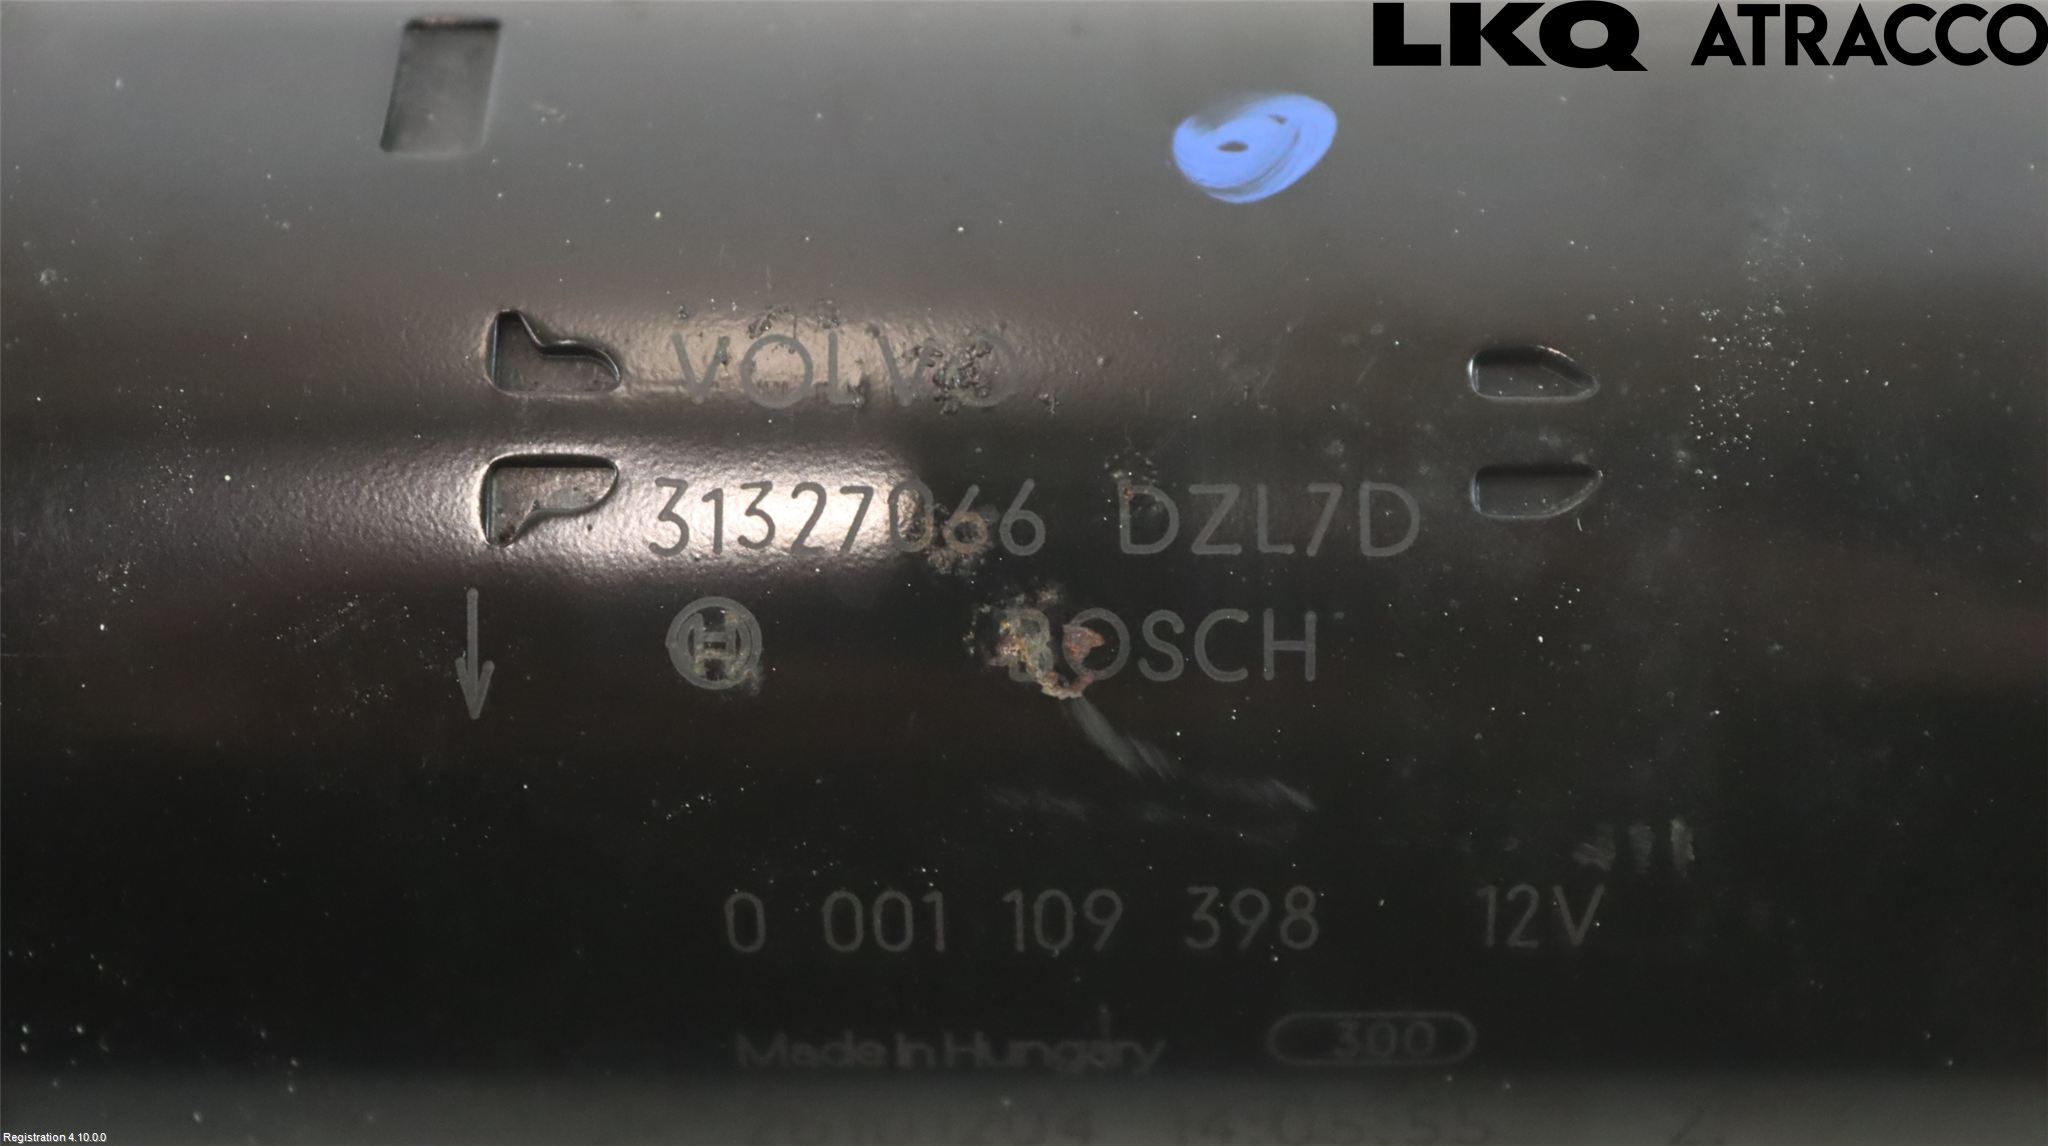 LKQ ATRACCO
VOLVO
31327066 DZL7D
BOSCH
0 001 109 398 12V
Made in Hungary 300
Registration 4.10.0.0